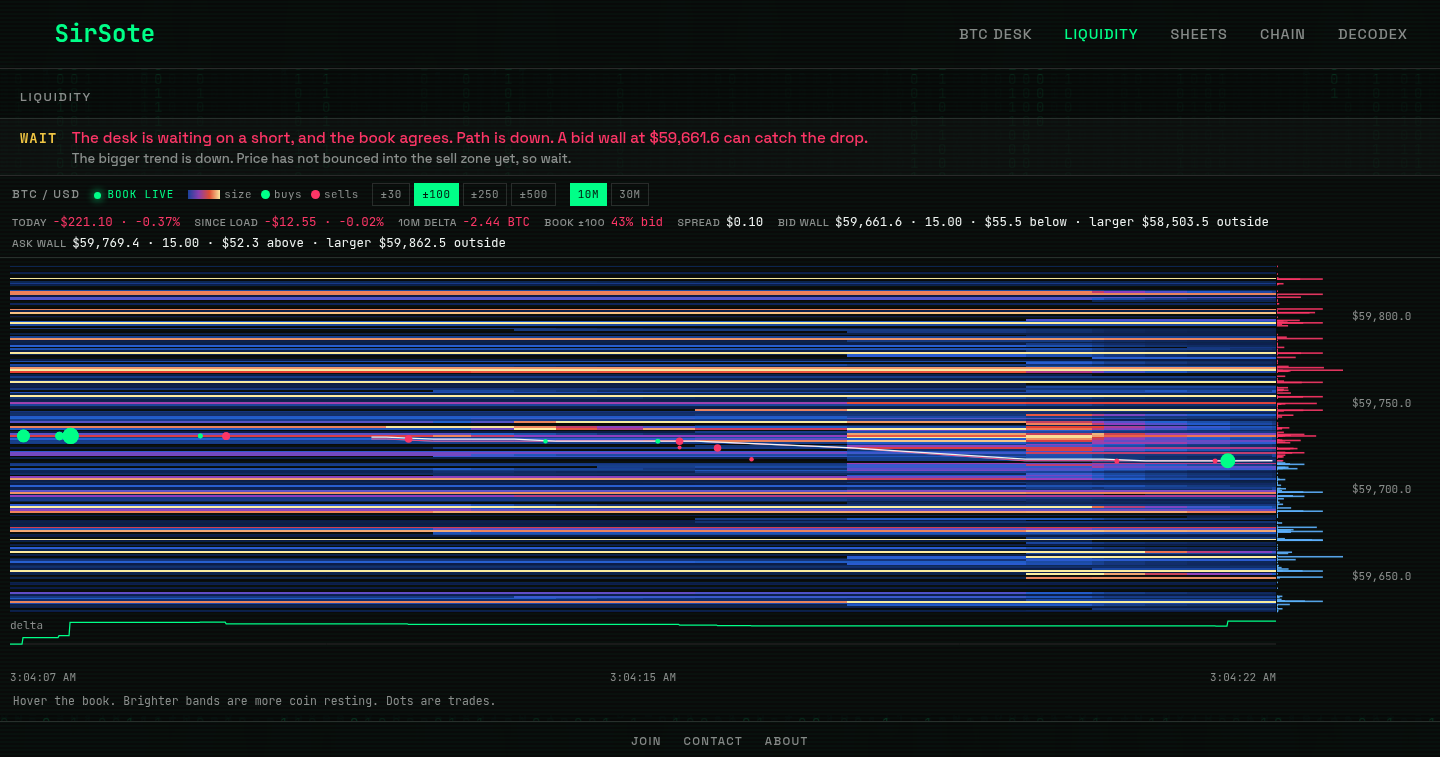 SirSote
BTC DESK LIQUIDITY SHEETS CHAIN DECODEX
LIQUIDITY
WAIT The desk is waiting on a short, and the book agrees. Path is down. A bid wall at $59,661.6 can catch the drop.
The bigger trend is down. Price has not bounced into the sell zone yet, so wait.
BTC / USD BOOK LIVE size buys sells ±30 ±100 ±250 ±500 10M 30M
TODAY -$221.10 · -0.37% SINCE LOAD -$12.55 · -0.02% 10M DELTA -2.44 BTC BOOK ±100 43% bid SPREAD $0.10 BID WALL $59,661.6 · 15.00 · $55.5 below · larger $58,503.5 outside
ASK WALL $59,769.4 · 15.00 · $52.3 above · larger $59,862.5 outside
$59,800.0
$59,750.0
$59,700.0
$59,650.0
delta
3:04:07 AM 3:04:15 AM 3:04:22 AM
Hover the book. Brighter bands are more coin resting. Dots are trades.
JOIN CONTACT ABOUT